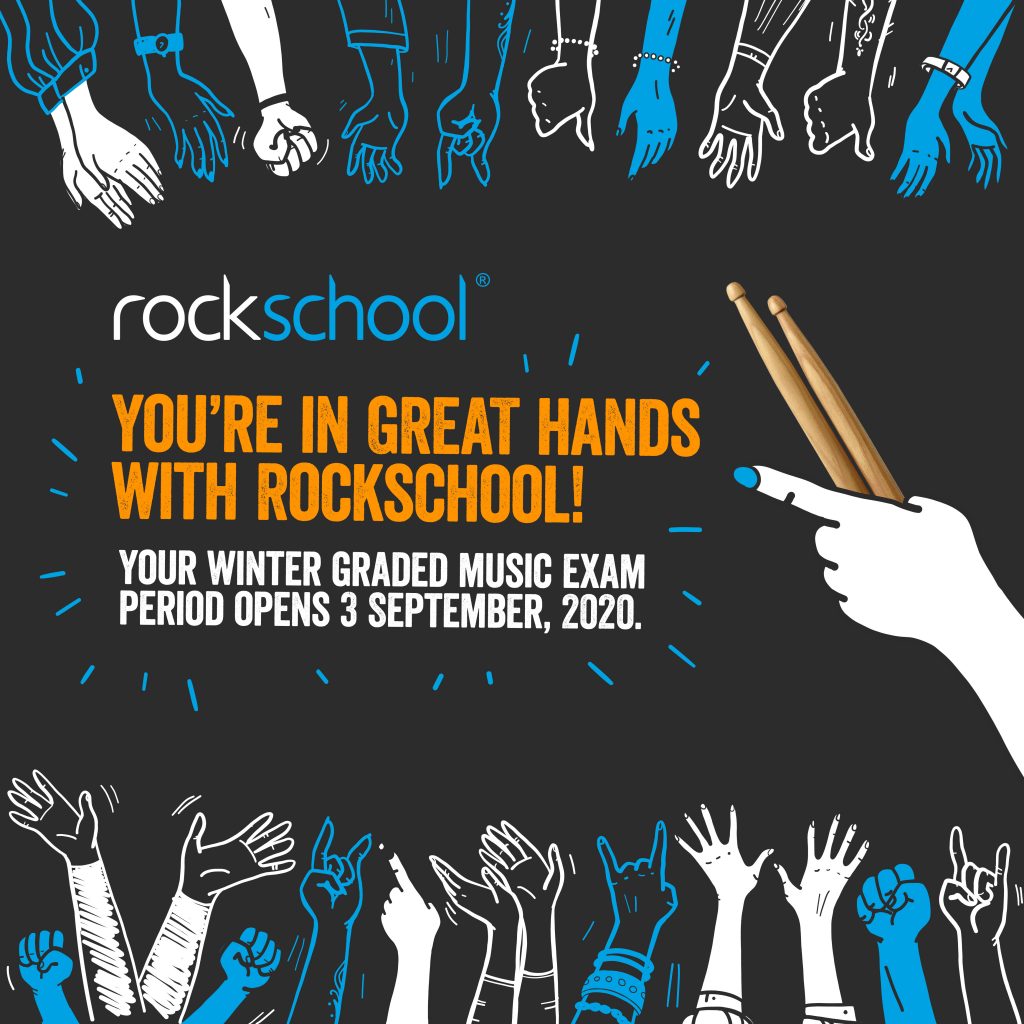 rockschool®
YOU'RE IN GREAT HANDS
WITH ROCKSCHOOL!
YOUR WINTER GRADED MUSIC EXAM
PERIOD OPENS 3 SEPTEMBER, 2020.